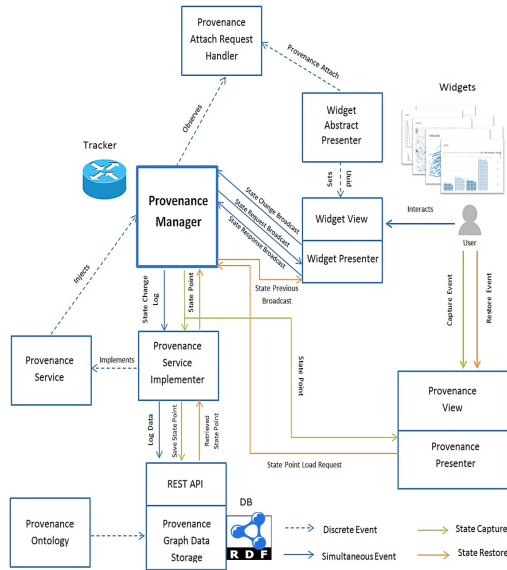 Provenance
Attach Request
Handler
Provenance Attach
Widgets
Widget
Abstract
Presenter
Observes
Tracker
Sets
Uuid
Provenance
Manager
State Change Broadcast
State Request Broadcast
State Response Broadcast
Widget View
Widget Presenter
Interacts
User
State Previous
Broadcast
Injects
State Change
Log
State Point
Capture Event
Restore Event
Provenance
Service
Implements
Provenance
Service
Implementer
State
Point
Provenance
View
Provenance
Presenter
Log Data
Save State Point
Retrieved
State Point
State Point Load Request
REST API
DB
Provenance
Ontology
Provenance
Graph Data
Storage
RDF
Discrete Event
State Capture
Simultaneous Event
State Restore